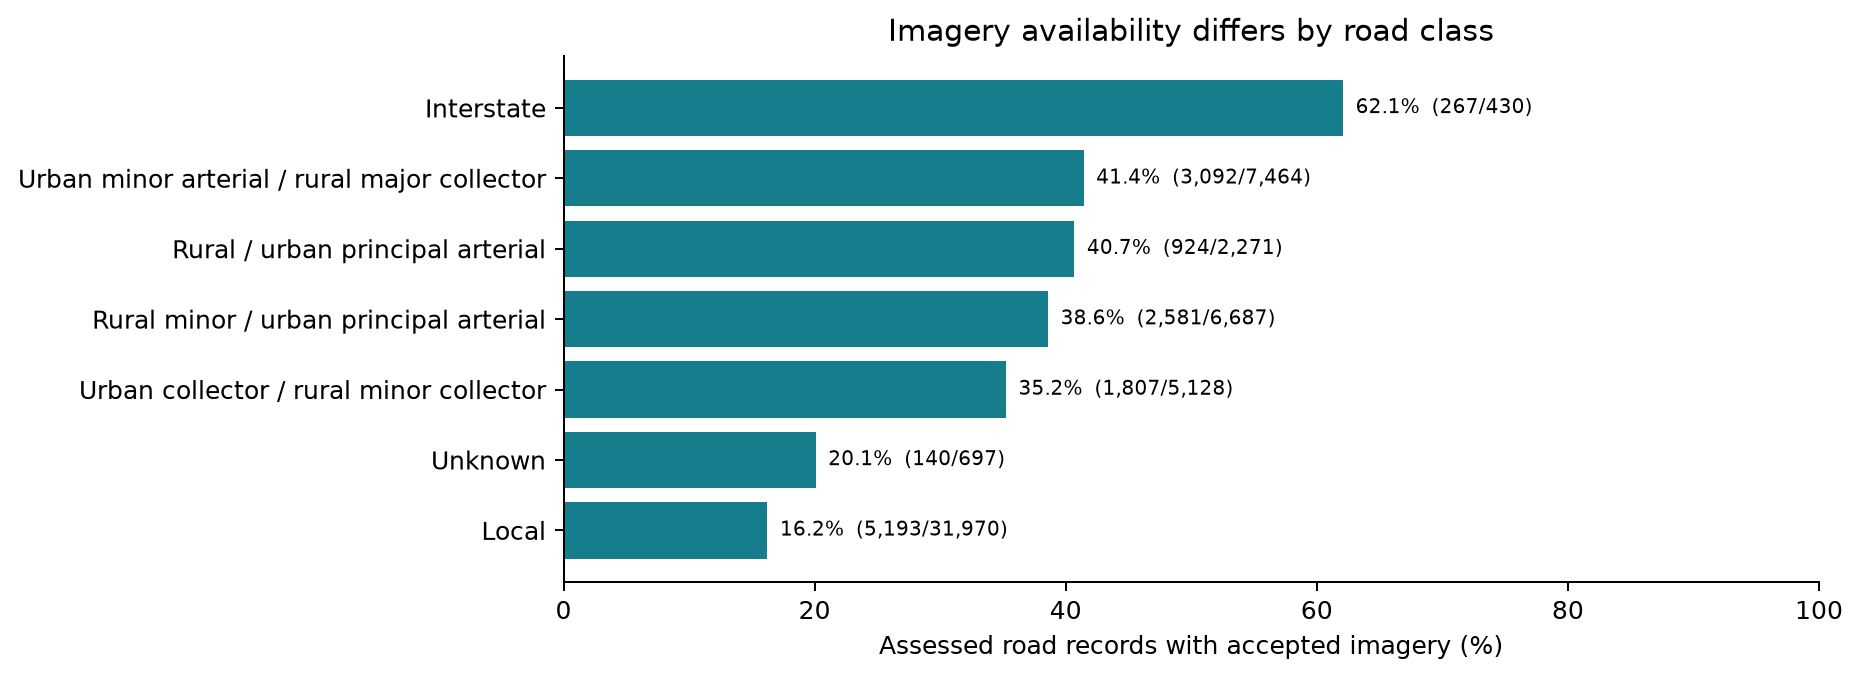 Imagery availability differs by road class
Interstate
62.1%  (267/430)
Urban minor arterial / rural major collector
41.4%  (3,092/7,464)
Rural / urban principal arterial
40.7%  (924/2,271)
Rural minor / urban principal arterial
38.6%  (2,581/6,687)
Urban collector / rural minor collector
35.2%  (1,807/5,128)
Unknown
20.1%  (140/697)
Local
16.2%  (5,193/31,970)
0 20 40 60 80 100
Assessed road records with accepted imagery (%)